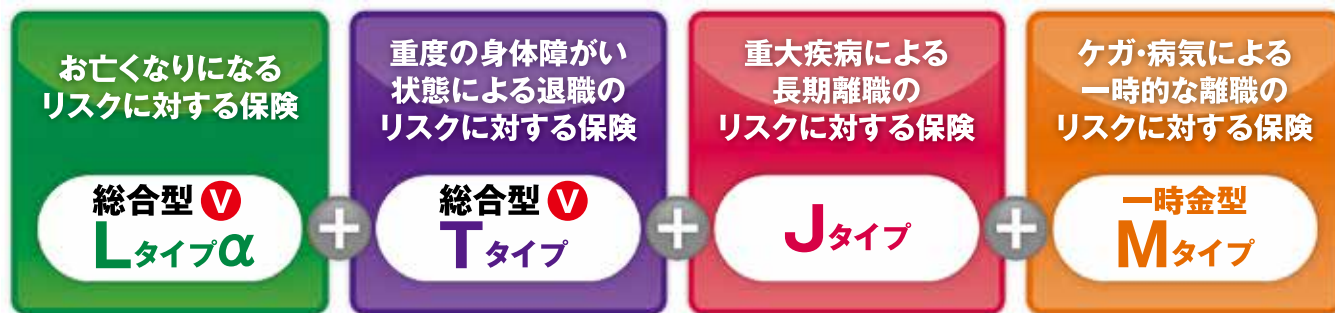 お亡くなりになる
リスクに対する保険
総合型 V
Lタイプα
+
重度の身体障がい
状態による退職の
リスクに対する保険
総合型 V
Tタイプ
+
重大疾病による
長期離職の
リスクに対する保険
Jタイプ
+
ケガ・病気による
一時的な離職の
リスクに対する保険
一時金型
Mタイプ